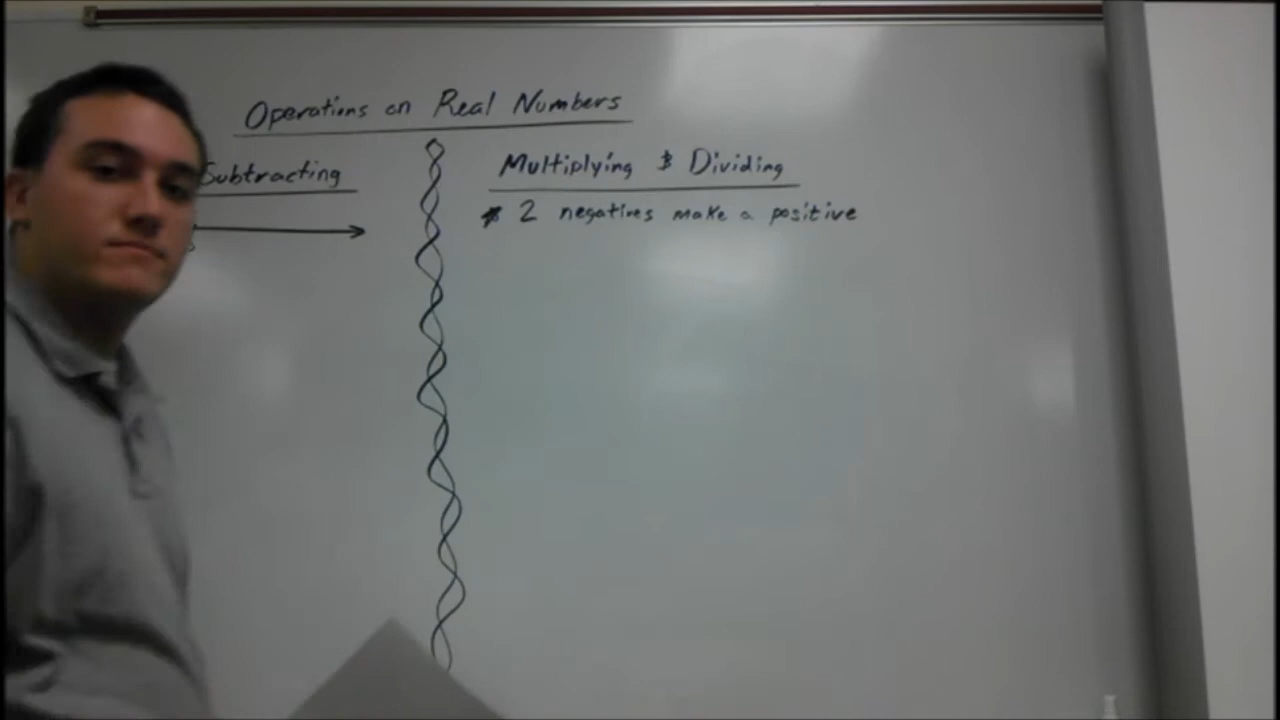 Operations on Real Numbers
Subtracting
Multiplying & Dividing
* 2 negatives make a positive